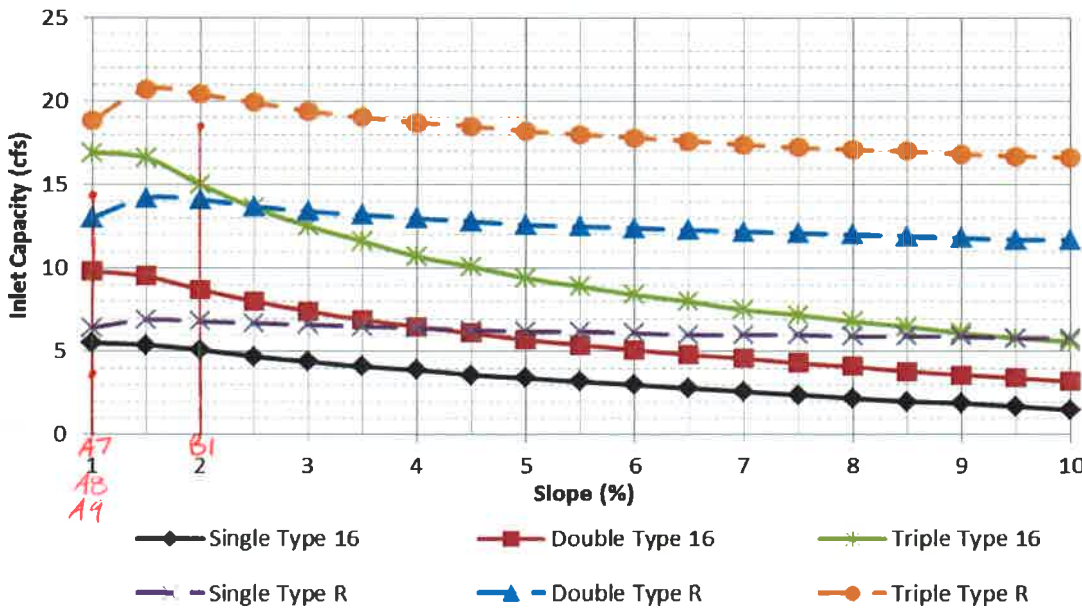 25
20
15
10
5
0
Inlet Capacity (cfs)
A7 B1
1 2 3 4 5 6 7 8 9 10
A8
A9
Slope (%)
Single Type 16 Double Type 16 Triple Type 16
Single Type R Double Type R Triple Type R